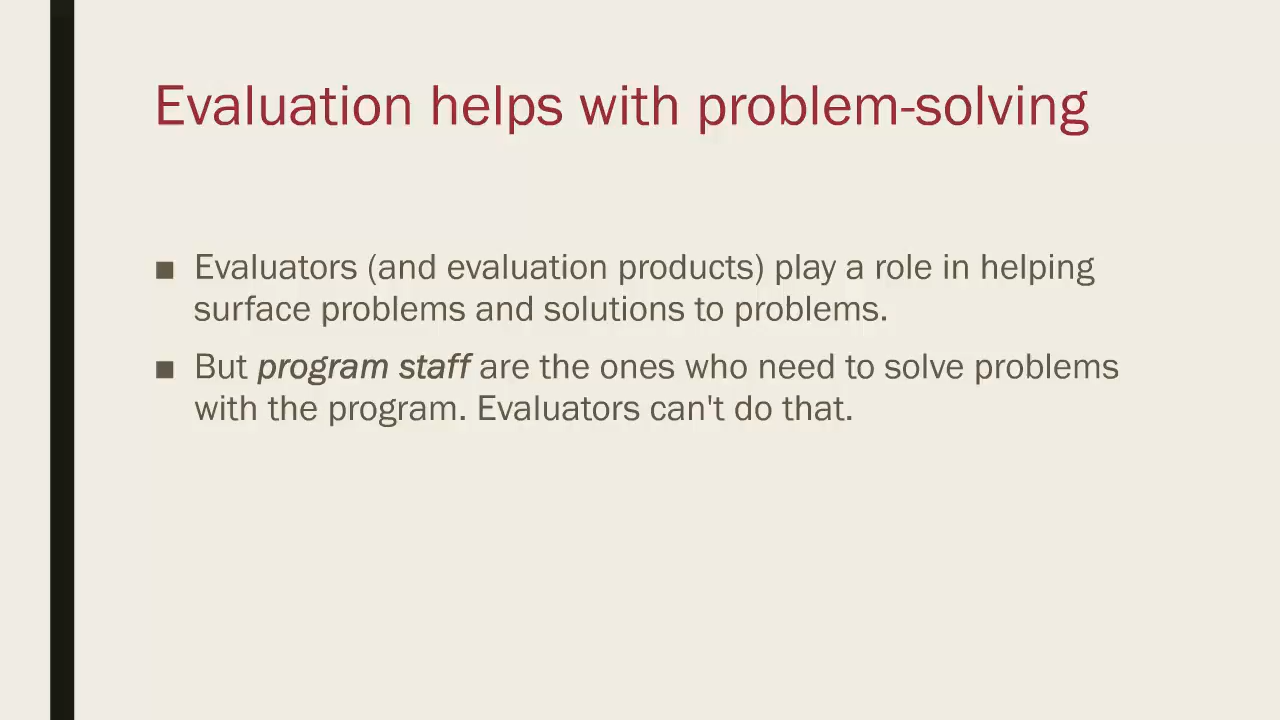 Evaluation helps with problem-solving
■ Evaluators (and evaluation products) play a role in helping
surface problems and solutions to problems.
■ But program staff are the ones who need to solve problems
with the program. Evaluators can't do that.